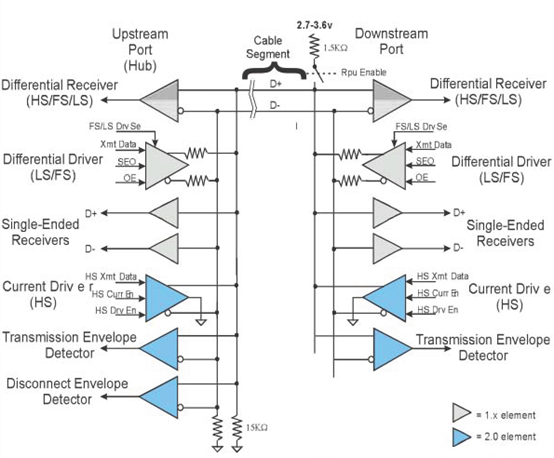 Upstream
Port
(Hub)
Cable
Segment
2.7-3.6v
1.5KΩ
Rpu Enable
Downstream
Port
D+
D-
Differential Receiver
(HS/FS/LS)
Differential Receiver
(HS/FS/LS)
FS/LS Drv Se
Xmt Data
SEO
OE
Differential Driver
(LS/FS)
FS/LS Drv Se
Xmt Data
SEO
OE
Differential Driver
(LS/FS)
D+
D-
Single-Ended
Receivers
D+
D-
Single-Ended
Receivers
Current Driv e r
(HS)
HS Xmt Data
HS Curr En
HS Drv En
HS Xmt Data
HS Curr En
HS Drv En
Current Drive
(HS)
Transmission Envelope
Detector
Transmission Envelope
Detector
Disconnect Envelope
Detector
15KΩ
= 1.x element
= 2.0 element